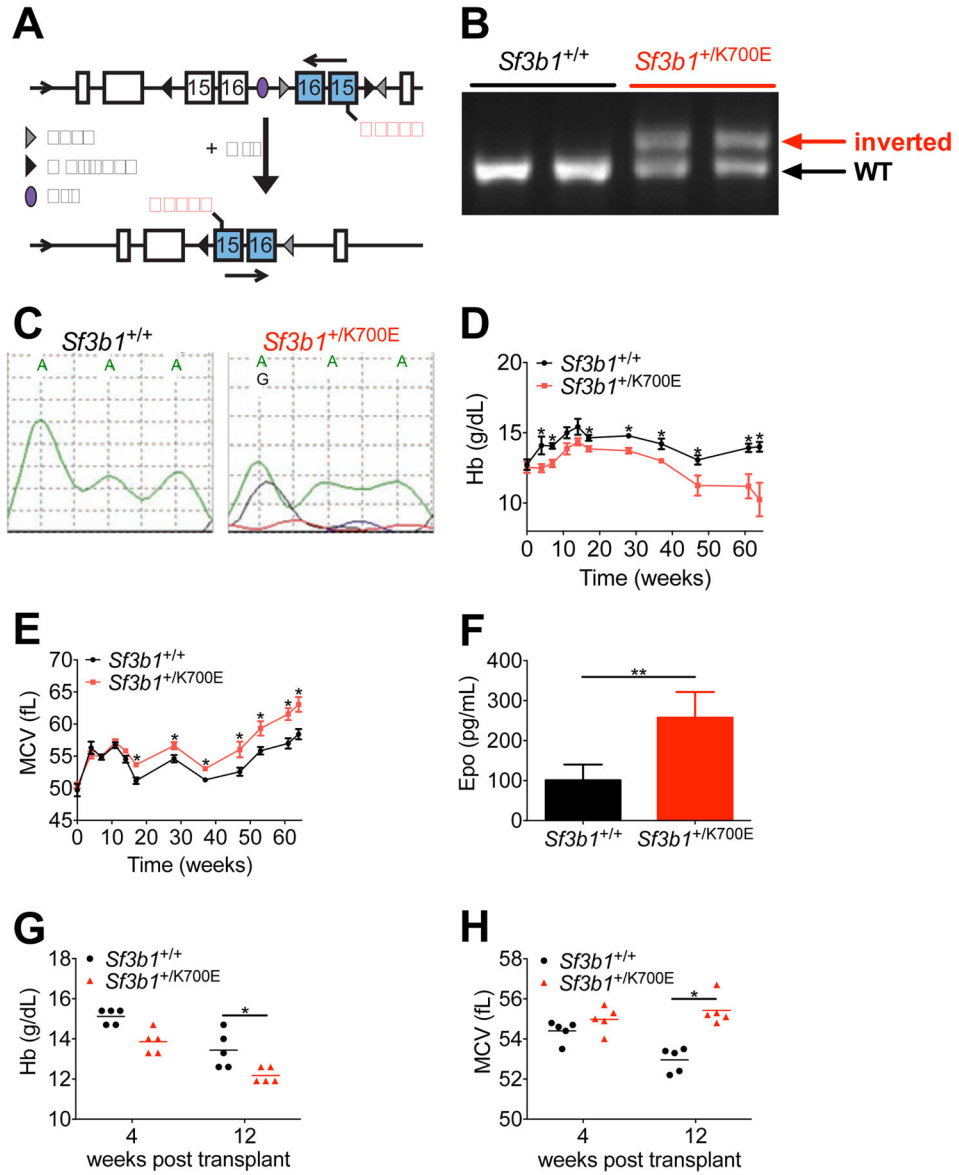 A
15 16 16 15
+
15 16
B
Sf3b1+/+ Sf3b1+/K700E
inverted
WT
C
Sf3b1+/+ Sf3b1+/K700E
A A A A A A
G
D
20
15
10
Hb (g/dL)
Sf3b1+/+
Sf3b1+/K700E
* * * * * * * *
0 10 20 30 40 50 60
Time (weeks)
E
70
65
60
55
50
45
MCV (fL)
Sf3b1+/+
Sf3b1+/K700E
* * * * * * *
0 10 20 30 40 50 60
Time (weeks)
F
400
300
200
100
0
Epo (pg/mL)
**
Sf3b1+/+ Sf3b1+/K700E
G
18
16
14
12
Hb (g/dL)
Sf3b1+/+
Sf3b1+/K700E
*
4 12
weeks post transplant
H
58
56
54
52
50
MCV (fL)
Sf3b1+/+
Sf3b1+/K700E
*
4 12
weeks post transplant